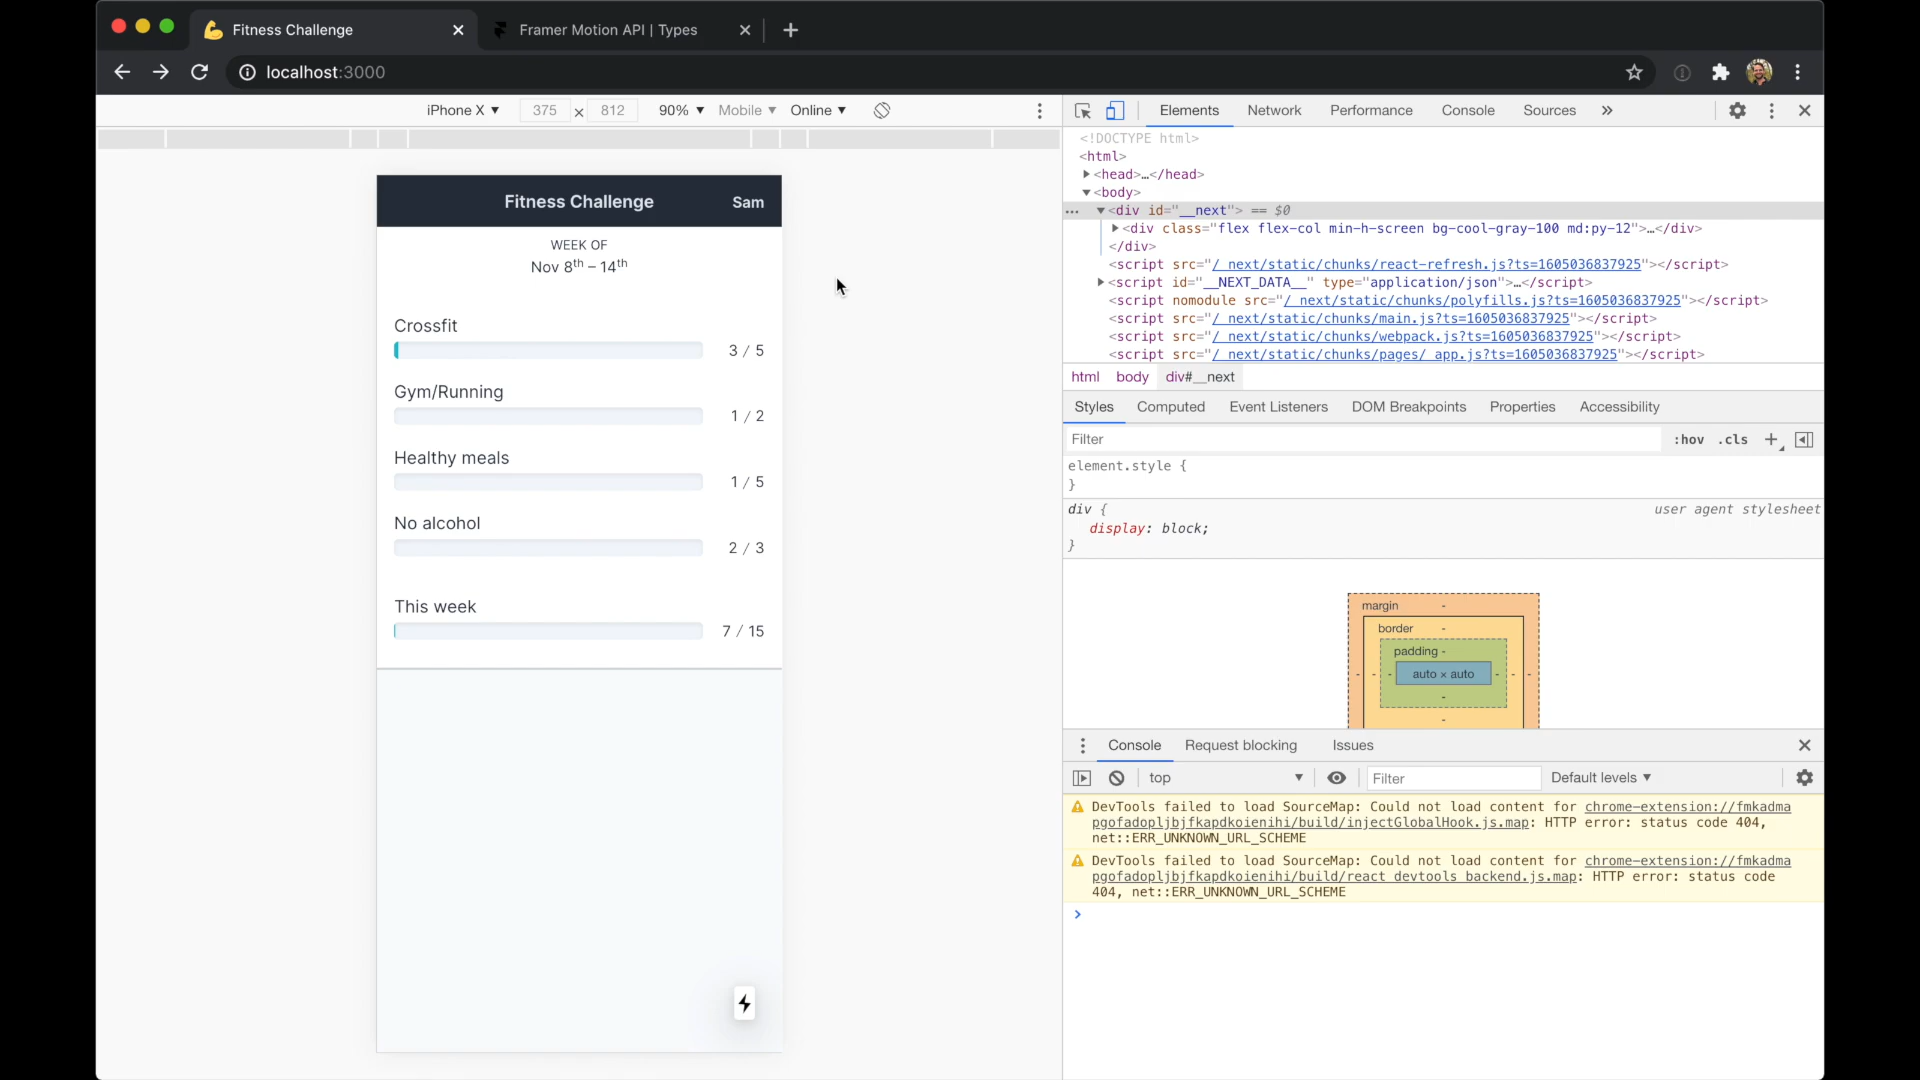 Fitness Challenge
Framer Motion API | Types
localhost:3000
iPhone X ▼ 375 × 812 90% ▼ Mobile ▼ Online ▼
Fitness Challenge Sam
WEEK OF
Nov 8th – 14th
Crossfit
3 / 5
Gym/Running
1 / 2
Healthy meals
1 / 5
No alcohol
2 / 3
This week
7 / 15
Elements Network Performance Console Sources »
<!DOCTYPE html>
<html>
▶<head>…</head>
▼<body>
… ▼<div id="__next"> == $0
▶<div class="flex flex-col min-h-screen bg-cool-gray-100 md:py-12">…</div>
</div>
<script src="/_next/static/chunks/react-refresh.js?ts=1605036837925"></script>
▶<script id="__NEXT_DATA__" type="application/json">…</script>
<script nomodule src="/_next/static/chunks/polyfills.js?ts=1605036837925"></script>
<script src="/_next/static/chunks/main.js?ts=1605036837925"></script>
<script src="/_next/static/chunks/webpack.js?ts=1605036837925"></script>
<script src="/_next/static/chunks/pages/_app.js?ts=1605036837925"></script>
html body div#__next
Styles Computed Event Listeners DOM Breakpoints Properties Accessibility
Filter :hov .cls +
element.style {
}
div { user agent stylesheet
display: block;
}
margin -
border -
padding -
- - - auto × auto - - -
-
-
Console Request blocking Issues
top ▼ Filter Default levels ▼
DevTools failed to load SourceMap: Could not load content for chrome-extension://fmkadma
pgofadopljbjfkapdkoienihi/build/injectGlobalHook.js.map: HTTP error: status code 404,
net::ERR_UNKNOWN_URL_SCHEME
DevTools failed to load SourceMap: Could not load content for chrome-extension://fmkadma
pgofadopljbjfkapdkoienihi/build/react_devtools_backend.js.map: HTTP error: status code
404, net::ERR_UNKNOWN_URL_SCHEME